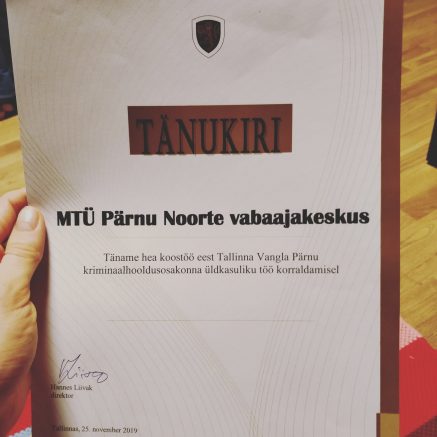 TÄNUKIRI
MTÜ Pärnu Noorte vabaajakeskus
Täname hea koostöö eest Tallinna Vangla Pärnu
kriminaalhooldusosakonna üldkasuliku töö korraldamisel
Hannes Liivak
direktor
Tallinnas, 25. november 2019